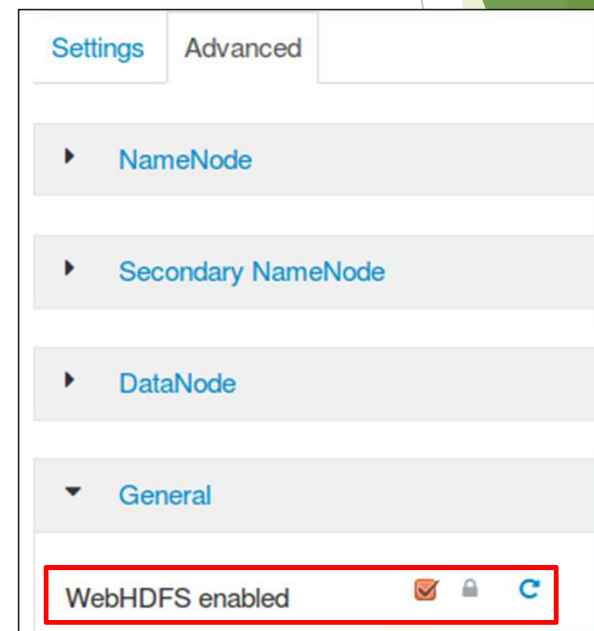 Settings Advanced
NameNode
Secondary NameNode
DataNode
General
WebHDFS enabled